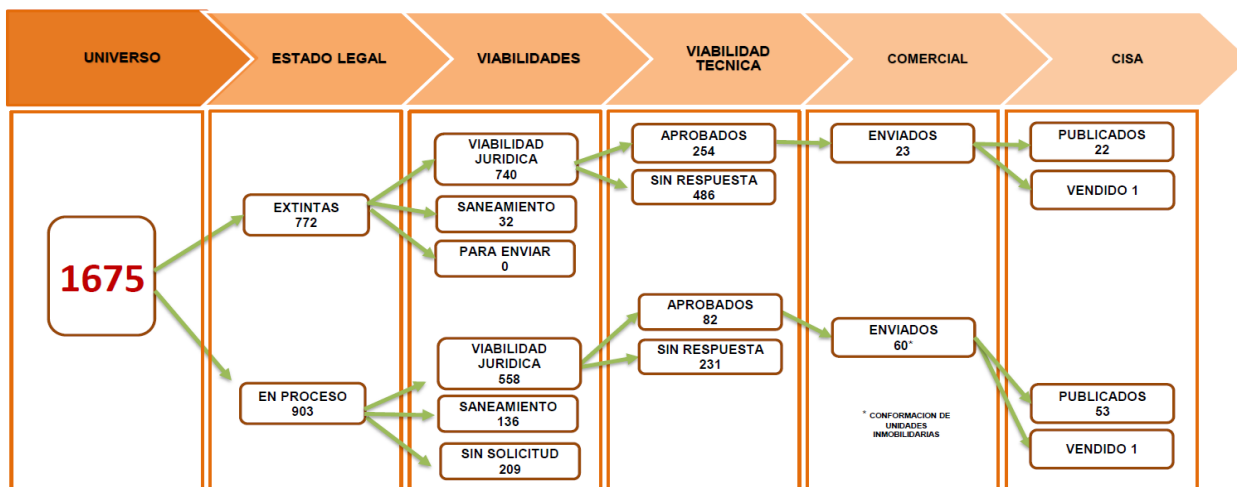 UNIVERSO
ESTADO LEGAL
VIABILIDADES
VIABILIDAD
TECNICA
COMERCIAL
CISA
1675
EXTINTAS
772
EN PROCESO
903
VIABILIDAD
JURIDICA
740
SANEAMIENTO
32
PARA ENVIAR
0
VIABILIDAD
JURIDICA
558
SANEAMIENTO
136
SIN SOLICITUD
209
APROBADOS
254
SIN RESPUESTA
486
APROBADOS
82
SIN RESPUESTA
231
ENVIADOS
23
ENVIADOS
60*
* CONFORMACION DE
UNIDADES
INMOBILIDARIAS
PUBLICADOS
22
VENDIDO 1
PUBLICADOS
53
VENDIDO 1